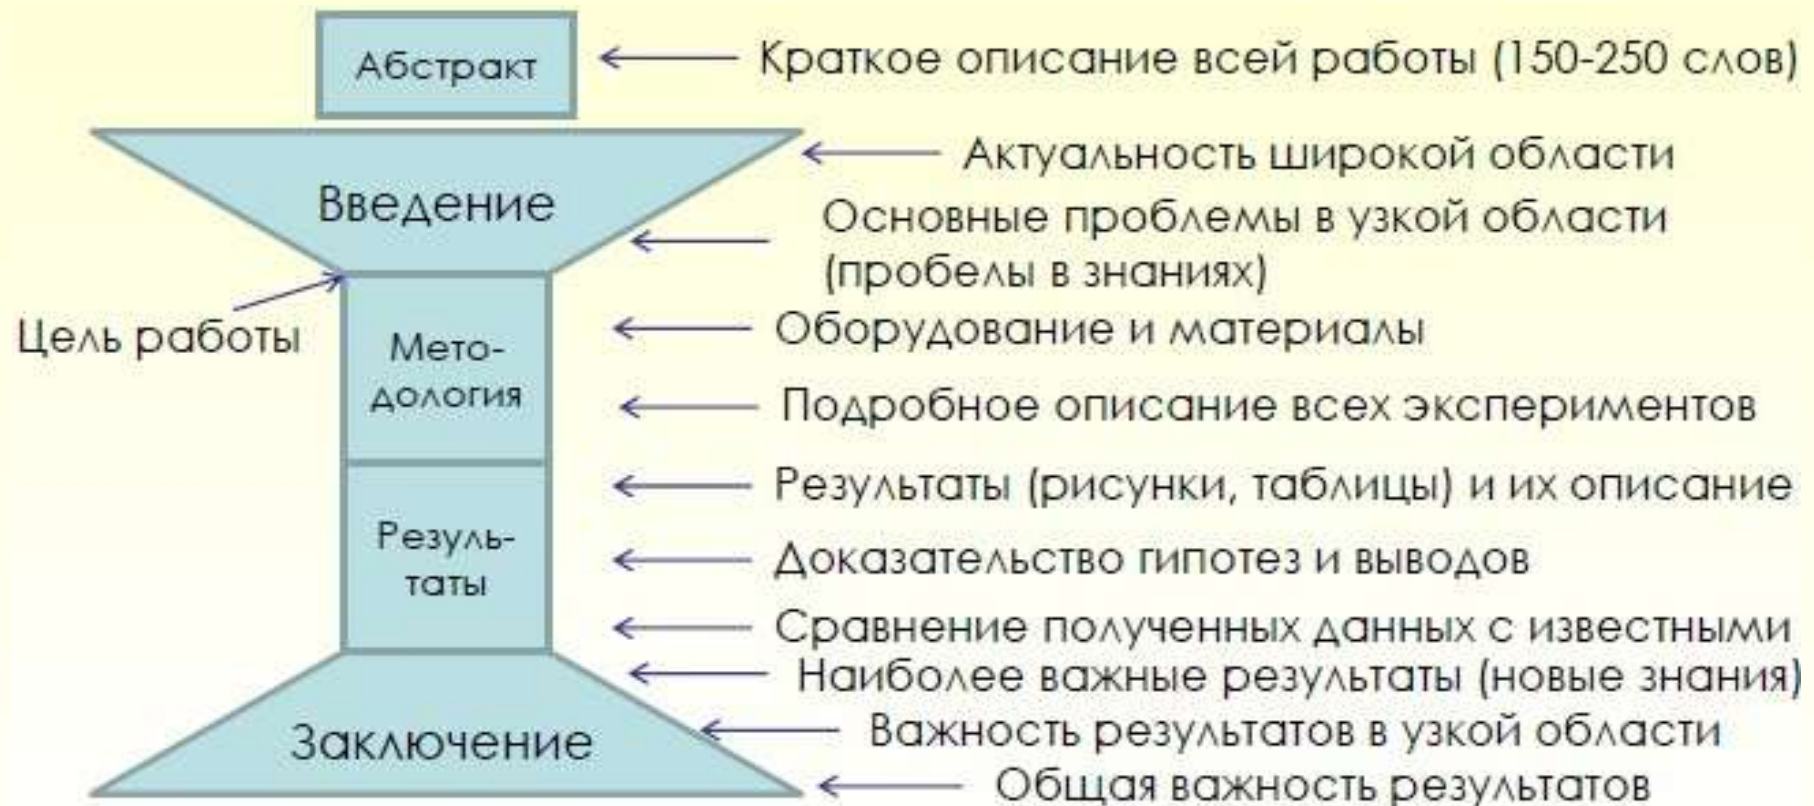 Абстракт
Краткое описание всей работы (150-250 слов)
Актуальность широкой области
Введение
Основные проблемы в узкой области
(пробелы в знаниях)
Цель работы
Оборудование и материалы
Мето-
дология
Подробное описание всех экспериментов
Результаты (рисунки, таблицы) и их описание
Резуль-
таты
Доказательство гипотез и выводов
Сравнение полученных данных с известными
Наиболее важные результаты (новые знания)
Заключение
Важность результатов в узкой области
Общая важность результатов